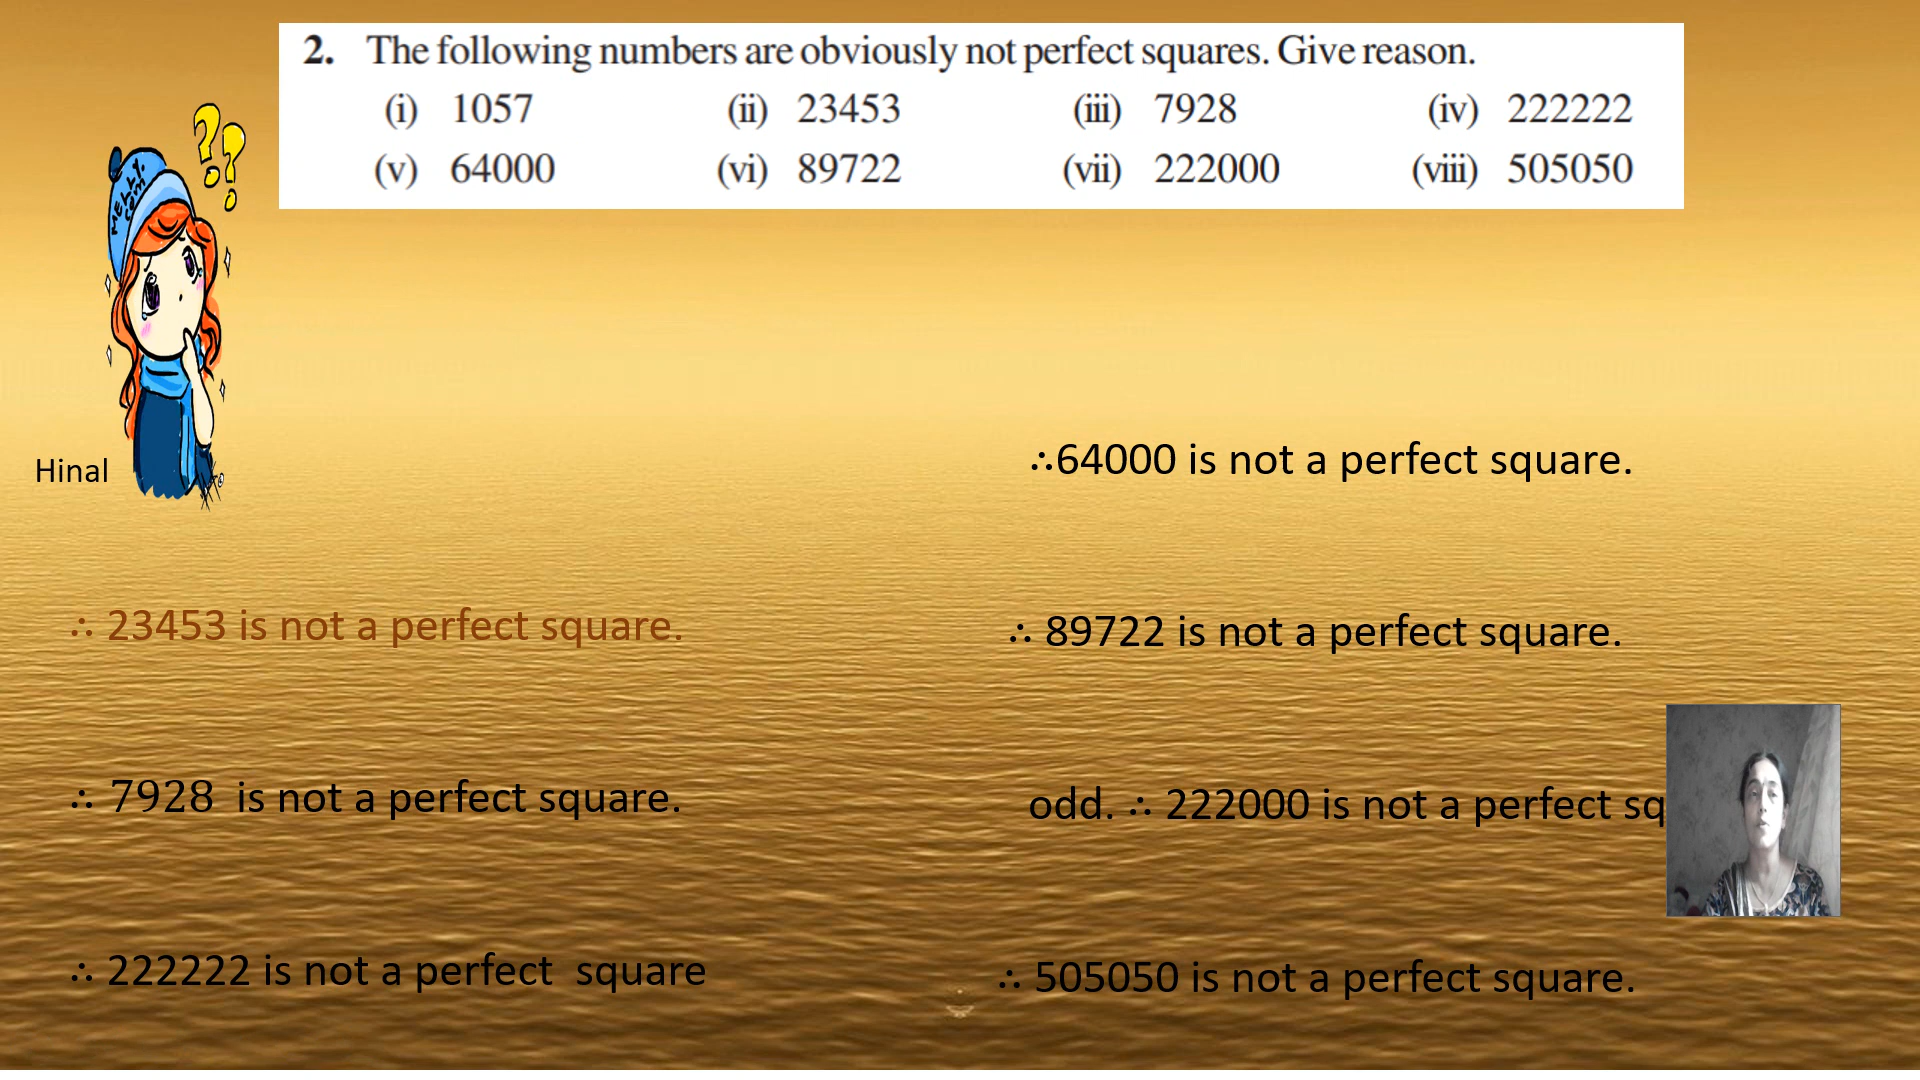 2. The following numbers are obviously not perfect squares. Give reason.
(i) 1057 (ii) 23453 (iii) 7928 (iv) 222222
(v) 64000 (vi) 89722 (vii) 222000 (viii) 505050
Hinal
∴64000 is not a perfect square.
∴ 23453 is not a perfect square.
∴ 89722 is not a perfect square.
∴ 7928 is not a perfect square.
odd. ∴ 222000 is not a perfect sq
∴ 222222 is not a perfect square
∴ 505050 is not a perfect square.